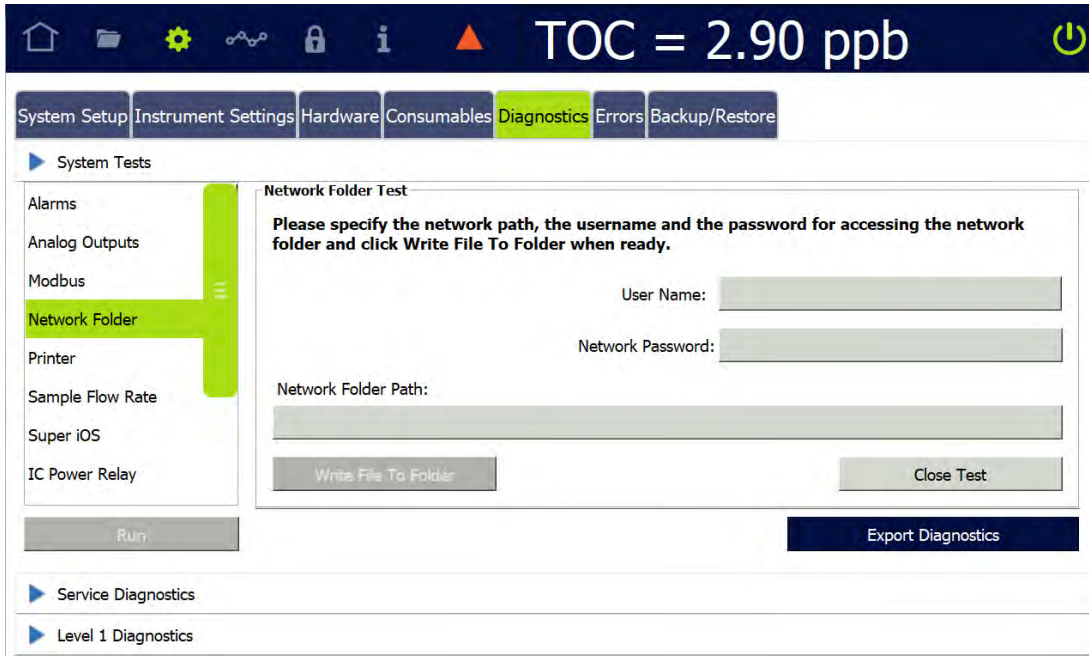 TOC = 2.90 ppb
System Setup Instrument Settings Hardware Consumables Diagnostics Errors Backup/Restore
System Tests
Alarms
Analog Outputs
Modbus
Network Folder
Printer
Sample Flow Rate
Super iOS
IC Power Relay
Run
Network Folder Test
Please specify the network path, the username and the password for accessing the network
folder and click Write File To Folder when ready.
User Name:
Network Password:
Network Folder Path:
Write File To Folder
Close Test
Export Diagnostics
Service Diagnostics
Level 1 Diagnostics